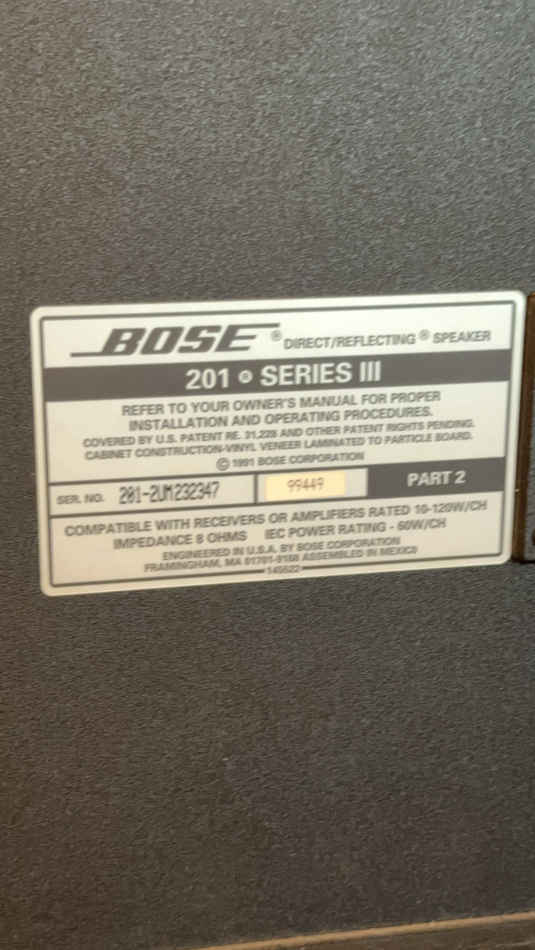 BOSE® DIRECT/REFLECTING® SPEAKER
201 ® SERIES III
REFER TO YOUR OWNER'S MANUAL FOR PROPER
INSTALLATION AND OPERATING PROCEDURES.
COVERED BY U.S. PATENT RE. 31,228 AND OTHER PATENT RIGHTS PENDING.
CABINET CONSTRUCTION-VINYL VENEER LAMINATED TO PARTICLE BOARD.
© 1991 BOSE CORPORATION
SER. NO. 201-2UM232347 99449 PART 2
COMPATIBLE WITH RECEIVERS OR AMPLIFIERS RATED 10-120W/CH
IMPEDANCE 8 OHMS IEC POWER RATING - 60W/CH
ENGINEERED IN U.S.A. BY BOSE CORPORATION
FRAMINGHAM, MA 01701-9168 ASSEMBLED IN MEXICO
145522